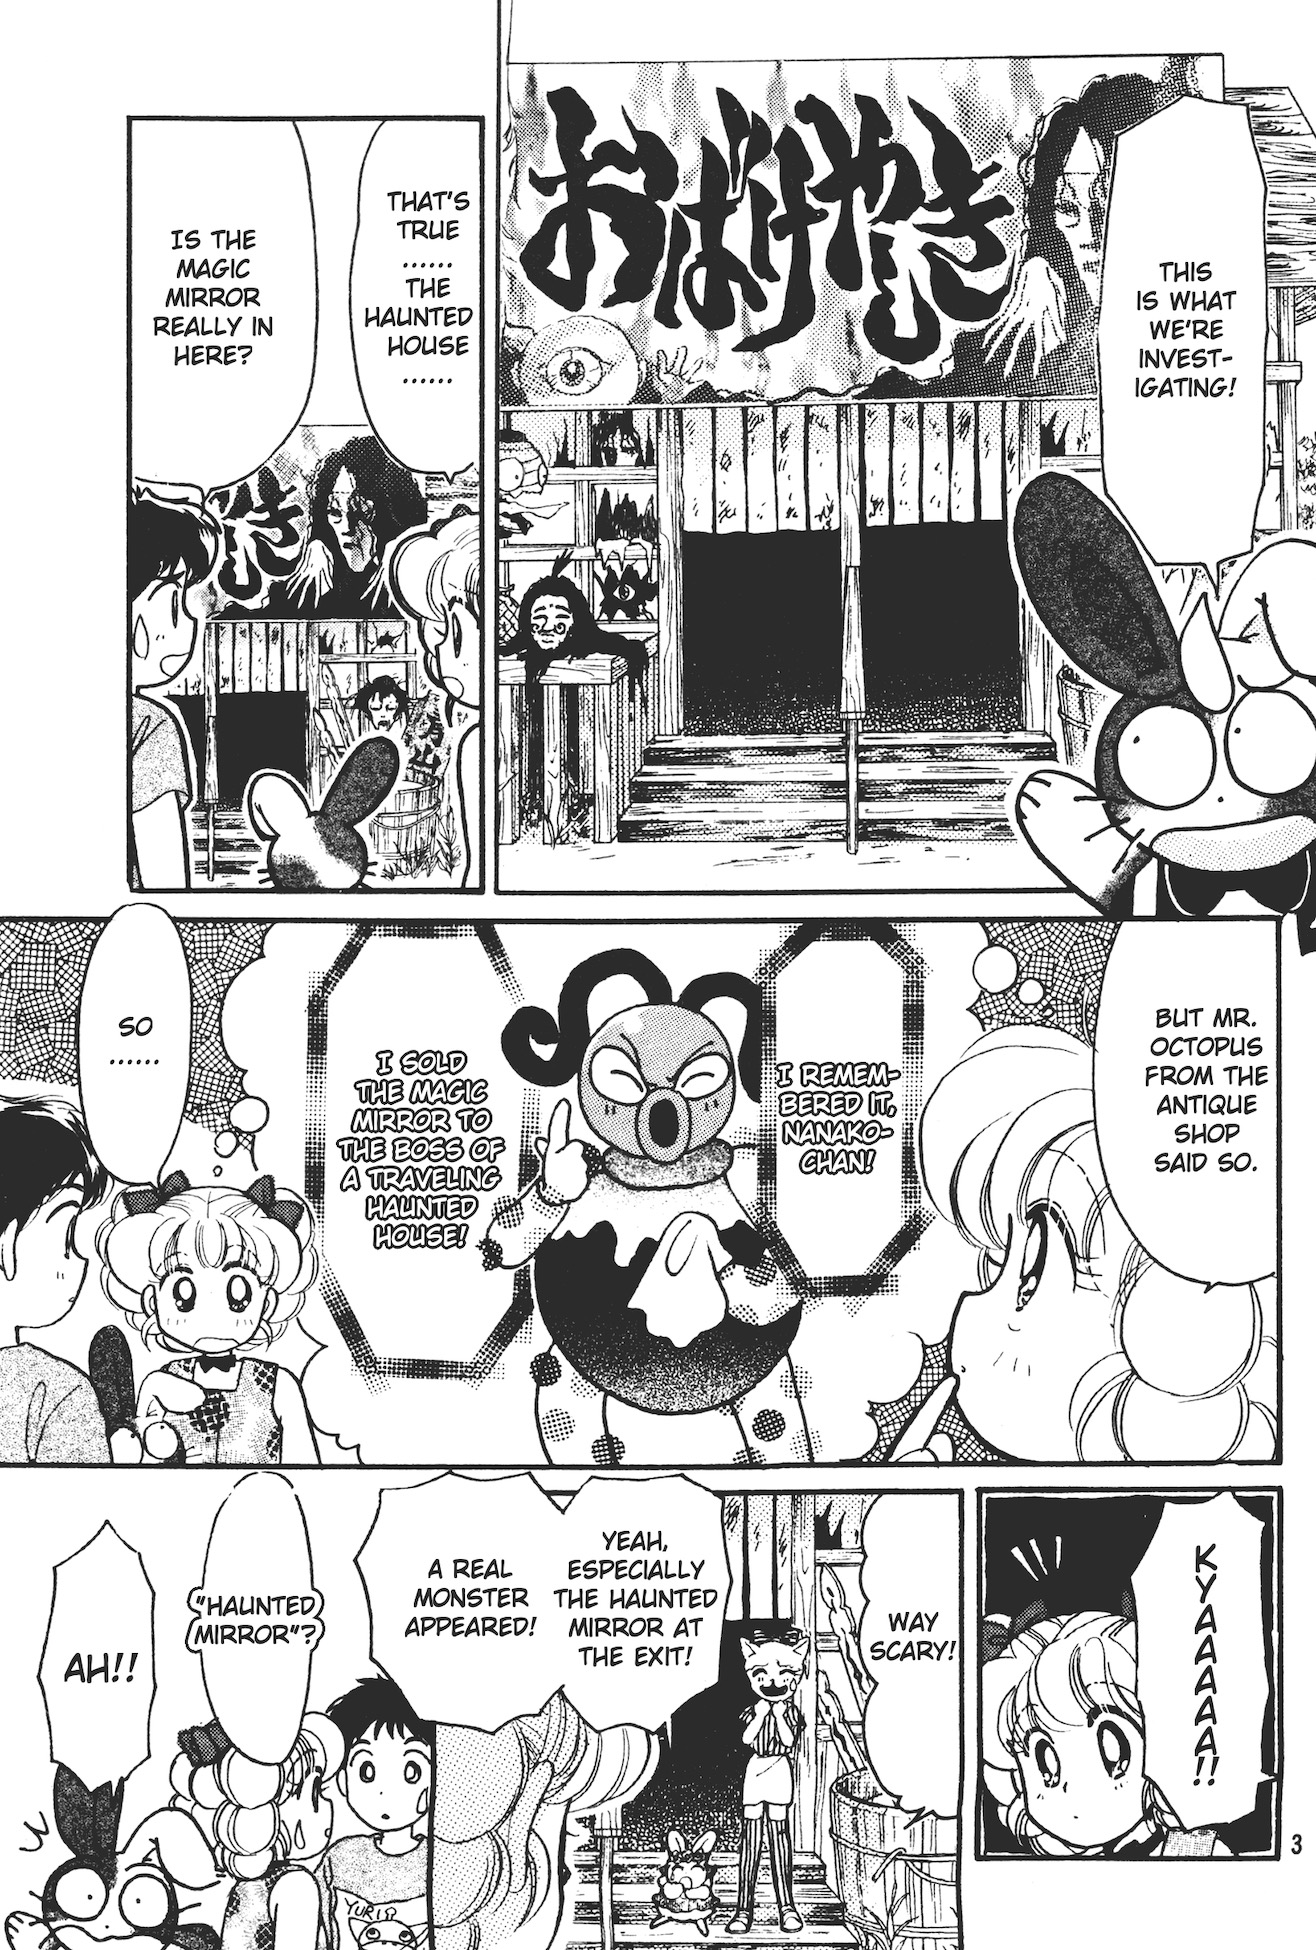 THIS
IS WHAT
WE'RE
INVEST-
IGATING!
おばけやしき
THAT'S
TRUE
......
THE
HAUNTED
HOUSE
......
IS THE
MAGIC
MIRROR
REALLY IN
HERE?
しき
BUT MR.
OCTOPUS
FROM THE
ANTIQUE
SHOP
SAID SO.
I REMEM-
BERED IT,
NANAKO-
CHAN!
I SOLD
THE MAGIC
MIRROR TO
THE BOSS OF
A TRAVELING
HAUNTED
HOUSE!
SO
......
KYAAAAAA!!
WAY
SCARY!
YEAH,
ESPECIALLY
THE HAUNTED
MIRROR AT
THE EXIT!
A REAL
MONSTER
APPEARED!
"HAUNTED
MIRROR"?
AH!!
YURI
3